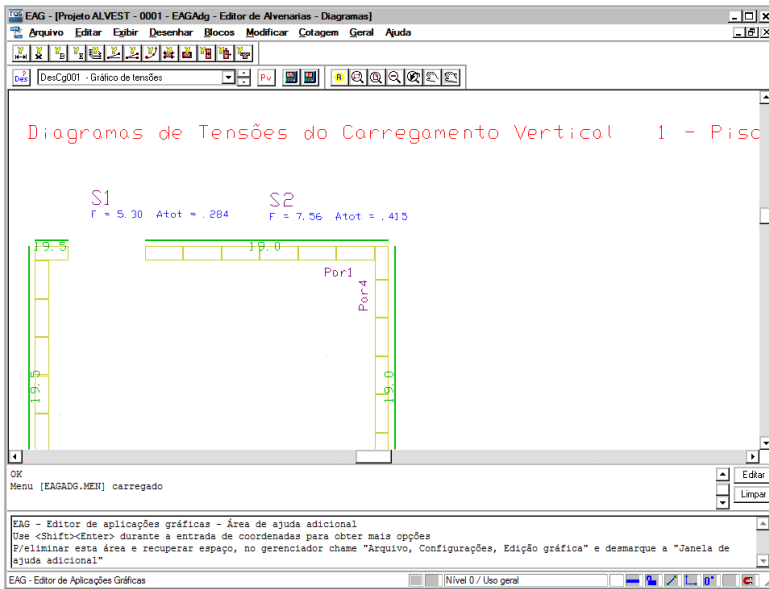 EAG - [Projeto ALVEST - 0001 - EAGAdg - Editor de Alvenarias - Diagramas]
Arquivo Editar Exibir Desenhar Blocos Modificar Cotagem Geral Ajuda
DesCg001 - Gráfico de tensões
Pv
R
Diagramas de Tensões do Carregamento Vertical 1 - Pisc
S1
F = 5.30 Atot = .284
S2
F = 7.56 Atot = .415
19.5
19.0
Par1
Par4
19.5
19.0
OK
Menu [EAGADG.MEN] carregado
Editar
Limpar
EAG - Editor de aplicações gráficas - Área de ajuda adicional
Use <Shift><Enter> durante a entrada de coordenadas para obter mais opções
P/eliminar esta área e recuperar espaço, no gerenciador chame "Arquivo, Configurações, Edição gráfica" e desmarque a "Janela de
ajuda adicional"
EAG - Editor de Aplicações Gráficas
Nível 0 / Uso geral